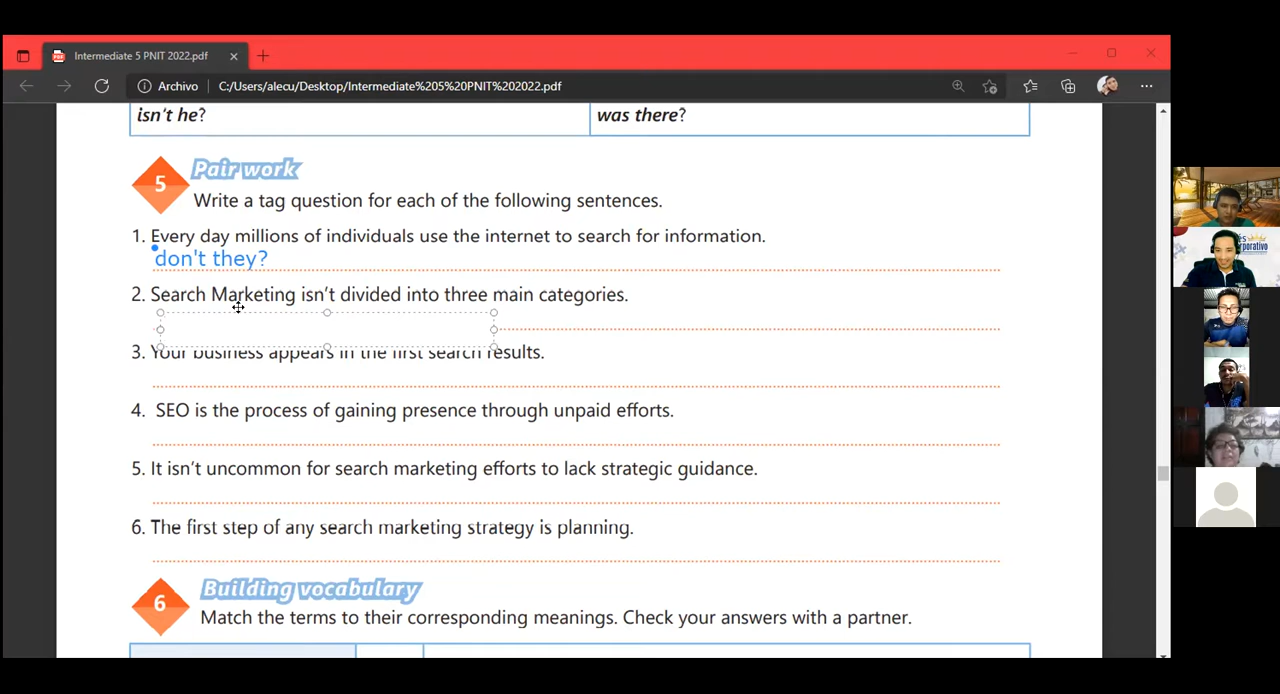 Intermediate 5 PNIT 2022.pdf
Archivo C:/Users/alecu/Desktop/Intermediate%205%20PNIT%202022.pdf
isn't he? was there?
5 Pair work
Write a tag question for each of the following sentences.
1. Every day millions of individuals use the internet to search for information.
don't they?
2. Search Marketing isn't divided into three main categories.
3. Your business appears in the first search results.
4. SEO is the process of gaining presence through unpaid efforts.
5. It isn't uncommon for search marketing efforts to lack strategic guidance.
6. The first step of any search marketing strategy is planning.
6 Building vocabulary
Match the terms to their corresponding meanings. Check your answers with a partner.